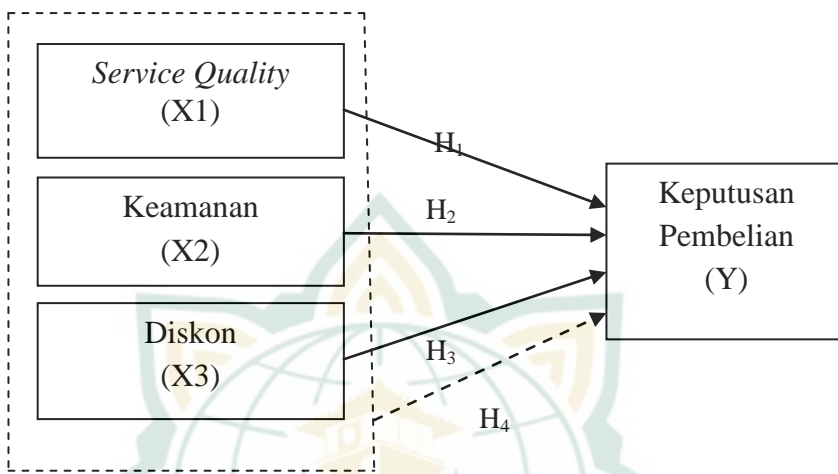 Service Quality
(X1)
H1
Keamanan
(X2)
H2
Keputusan
Pembelian
(Y)
Diskon
(X3)
H3
H4